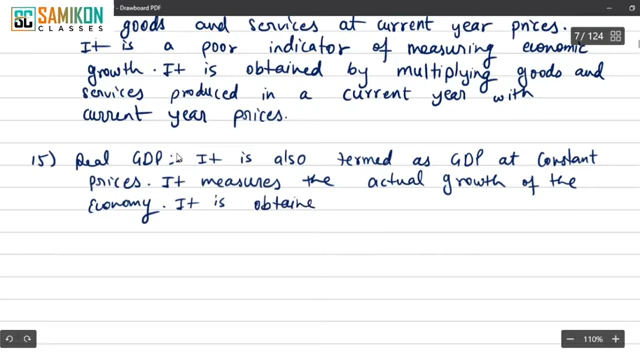 SC SAMIKON CLASSES
- Drawboard PDF
7 / 124
goods and services at current year prices.
It is a poor indicator of measuring economic
growth. It is obtained by multiplying goods and
services produced in a current year with
current year prices.
15) Real GDP :- It is also termed as GDP at constant
prices. It measures the actual growth of the
Economy. It is obtaine
110%